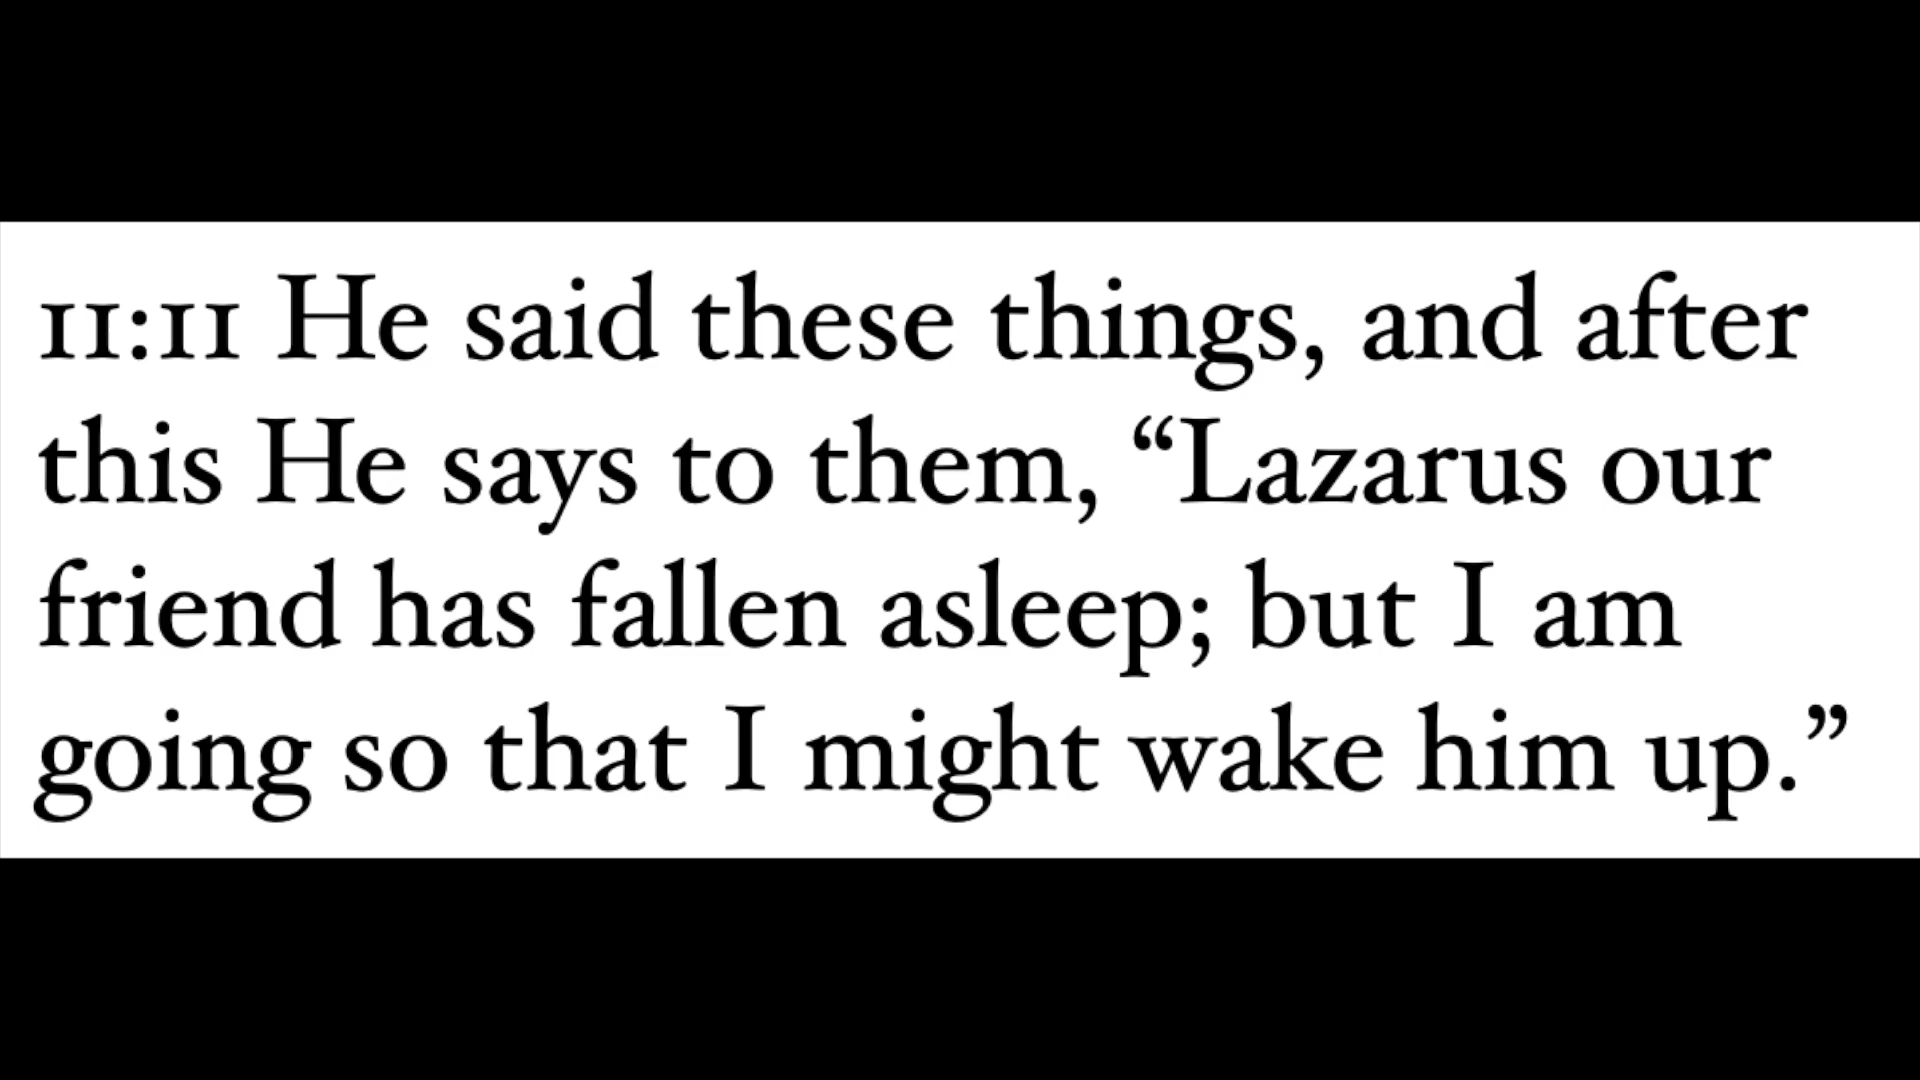 11:11 He said these things, and after
this He says to them, “Lazarus our
friend has fallen asleep; but I am
going so that I might wake him up.”